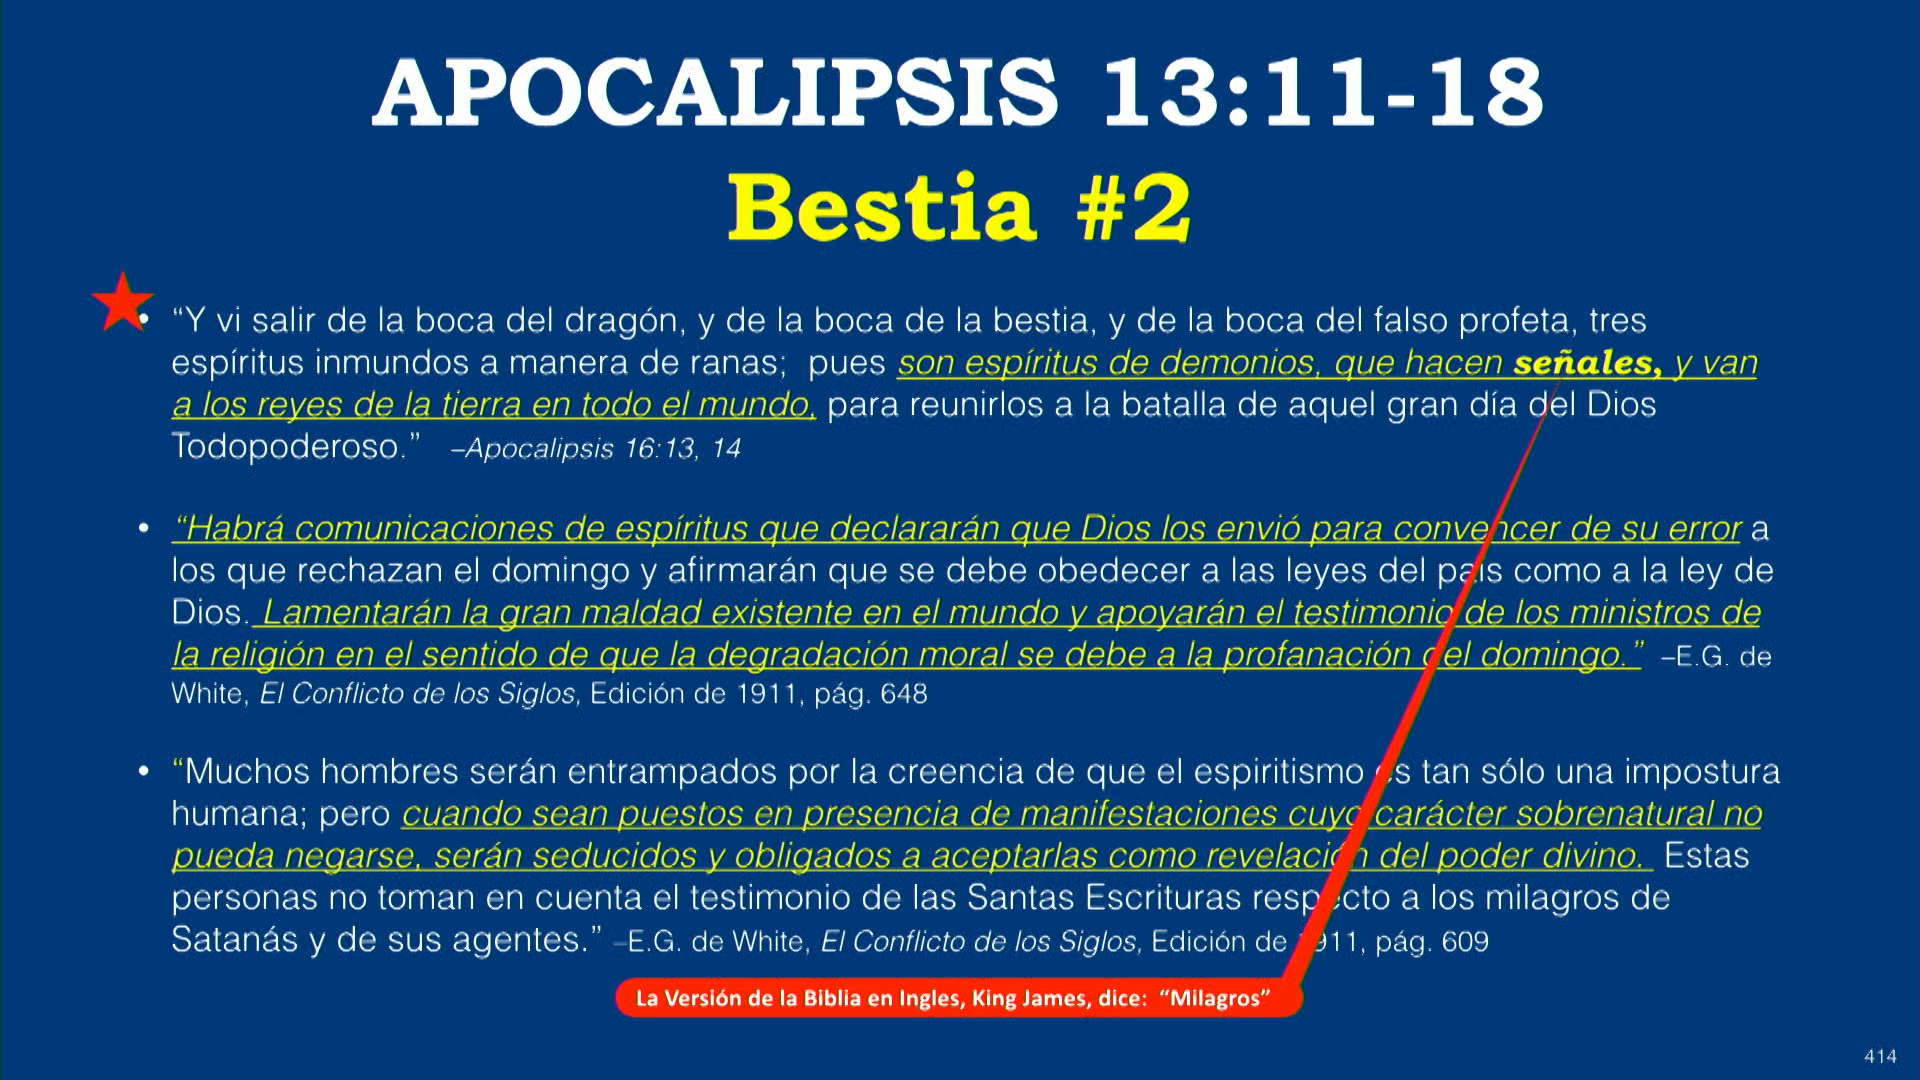 APOCALIPSIS 13:11-18
Bestia #2
• “Y vi salir de la boca del dragón, y de la boca de la bestia, y de la boca del falso profeta, tres
espíritus inmundos a manera de ranas; pues son espíritus de demonios, que hacen señales, y van
a los reyes de la tierra en todo el mundo, para reunirlos a la batalla de aquel gran día del Dios
Todopoderoso.” –Apocalipsis 16:13, 14
• “Habrá comunicaciones de espíritus que declararán que Dios los envió para convencer de su error a
los que rechazan el domingo y afirmarán que se debe obedecer a las leyes del país como a la ley de
Dios. Lamentarán la gran maldad existente en el mundo y apoyarán el testimonio de los ministros de
la religión en el sentido de que la degradación moral se debe a la profanación del domingo.” –E.G. de
White, El Conflicto de los Siglos, Edición de 1911, pág. 648
• “Muchos hombres serán entrampados por la creencia de que el espiritismo es tan sólo una impostura
humana; pero cuando sean puestos en presencia de manifestaciones cuyo carácter sobrenatural no
pueda negarse, serán seducidos y obligados a aceptarlas como revelación del poder divino. Estas
personas no toman en cuenta el testimonio de las Santas Escrituras respecto a los milagros de
Satanás y de sus agentes.” –E.G. de White, El Conflicto de los Siglos, Edición de 1911, pág. 609
La Versión de la Biblia en Ingles, King James, dice: “Milagros”
414